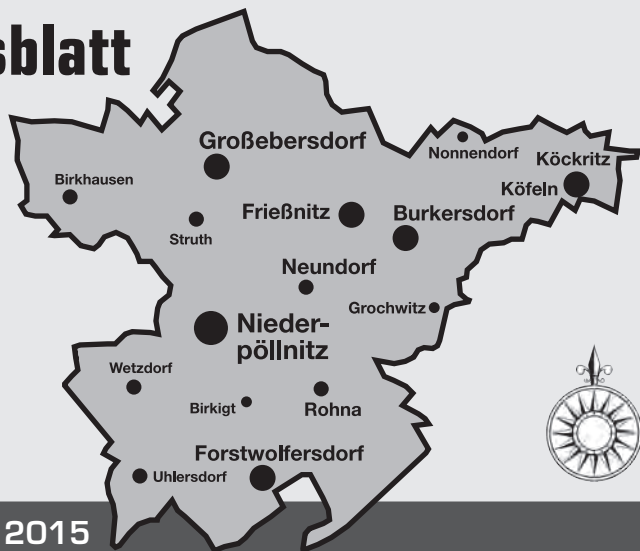 sblatt
Großebersdorf
Nonnendorf
Köckritz
Birkhausen
Köfeln
Frießnitz
Burkersdorf
Struth
Neundorf
Grochwitz
Nieder-
pöllnitz
Wetzdorf
Birkigt
Rohna
Forstwolfersdorf
Uhlersdorf
2015